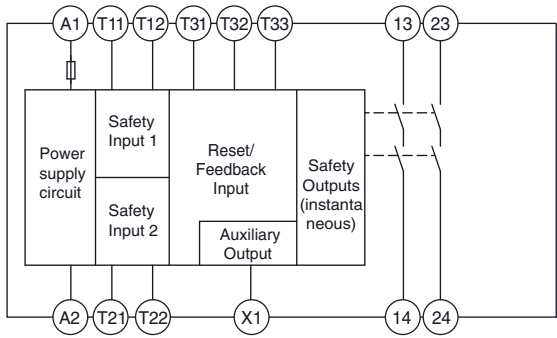 A1 T11 T12 T31 T32 T33 13 23
Power
supply
circuit
Safety
Input 1
Safety
Input 2
Reset/
Feedback
Input
Auxiliary
Output
Safety
Outputs
(instanta
neous)
A2 T21 T22 X1 14 24